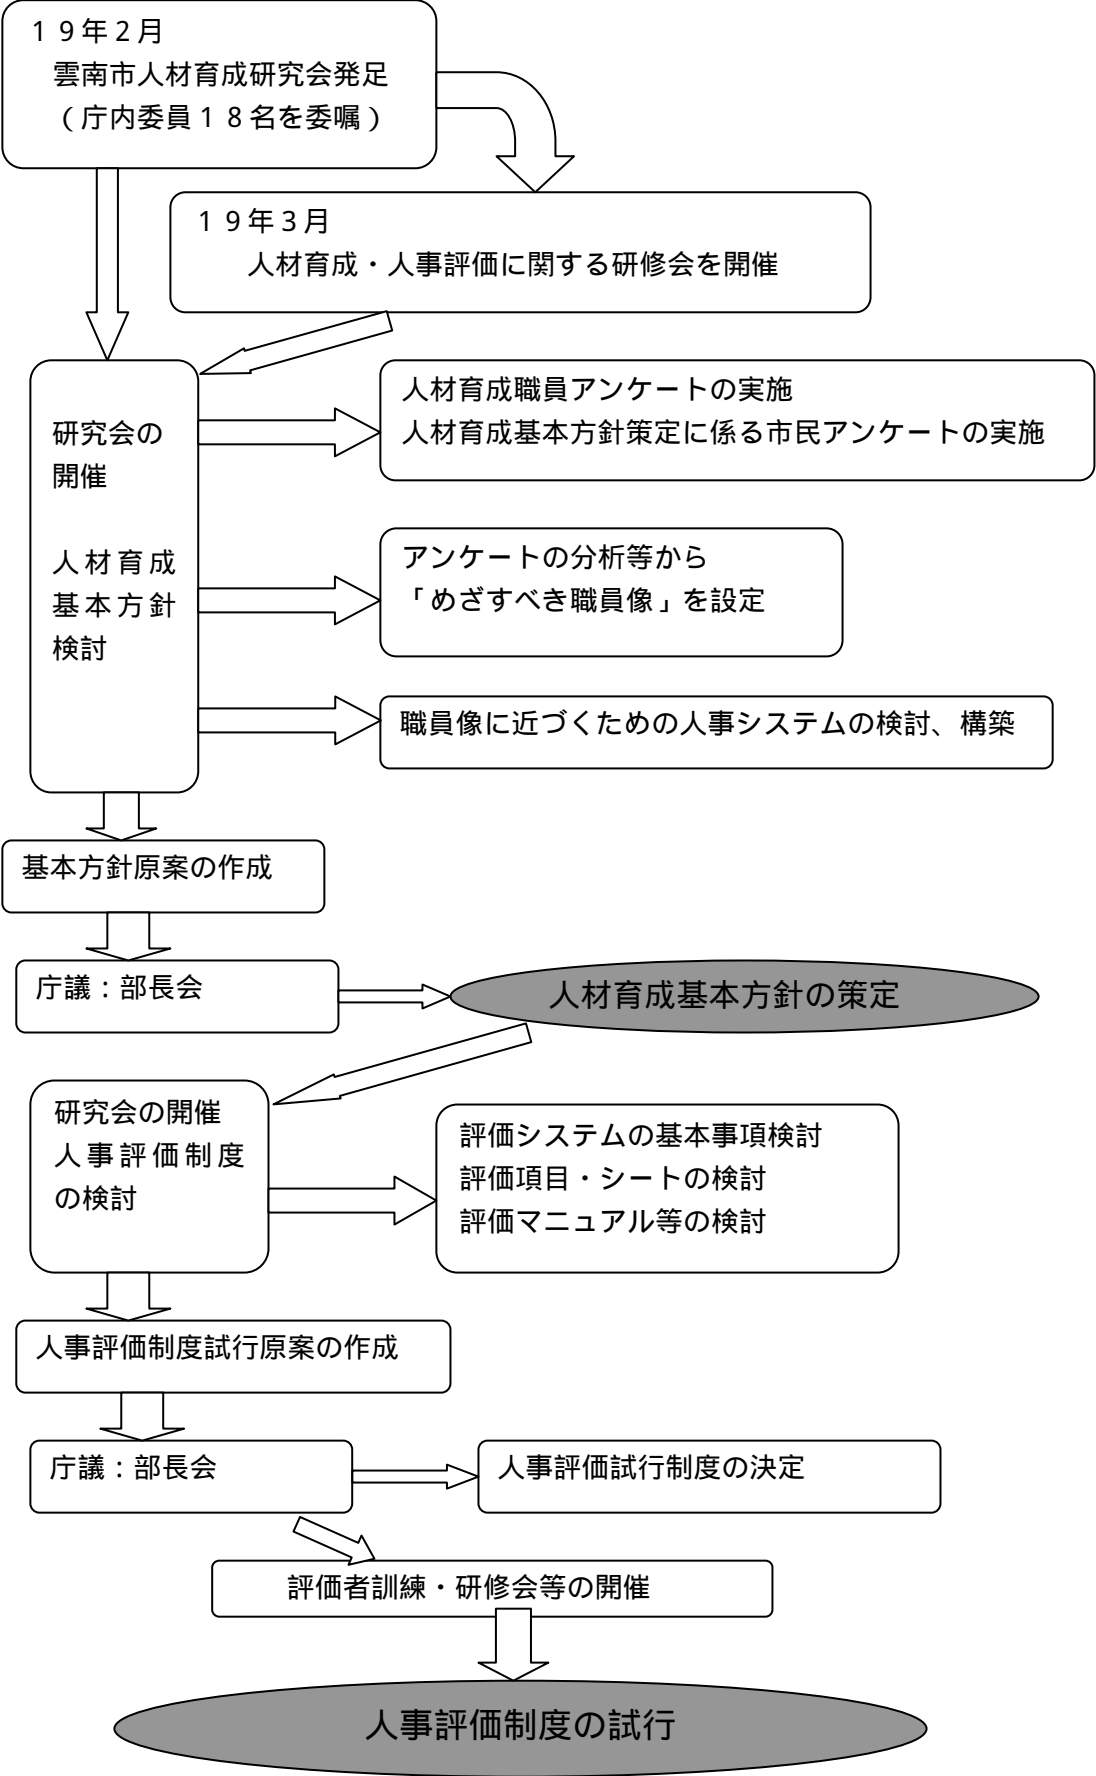 １９年２月
雲南市人材育成研究会発足
（庁内委員１８名を委嘱）
１９年３月
人材育成・人事評価に関する研修会を開催
研究会の
開催
人材育成
基本方針
検討
人材育成職員アンケートの実施
人材育成基本方針策定に係る市民アンケートの実施
アンケートの分析等から
「めざすべき職員像」を設定
職員像に近づくための人事システムの検討、構築
基本方針原案の作成
庁議：部長会
人材育成基本方針の策定
研究会の開催
人事評価制度
の検討
評価システムの基本事項検討
評価項目・シートの検討
評価マニュアル等の検討
人事評価制度試行原案の作成
庁議：部長会
人事評価試行制度の決定
評価者訓練・研修会等の開催
人事評価制度の試行